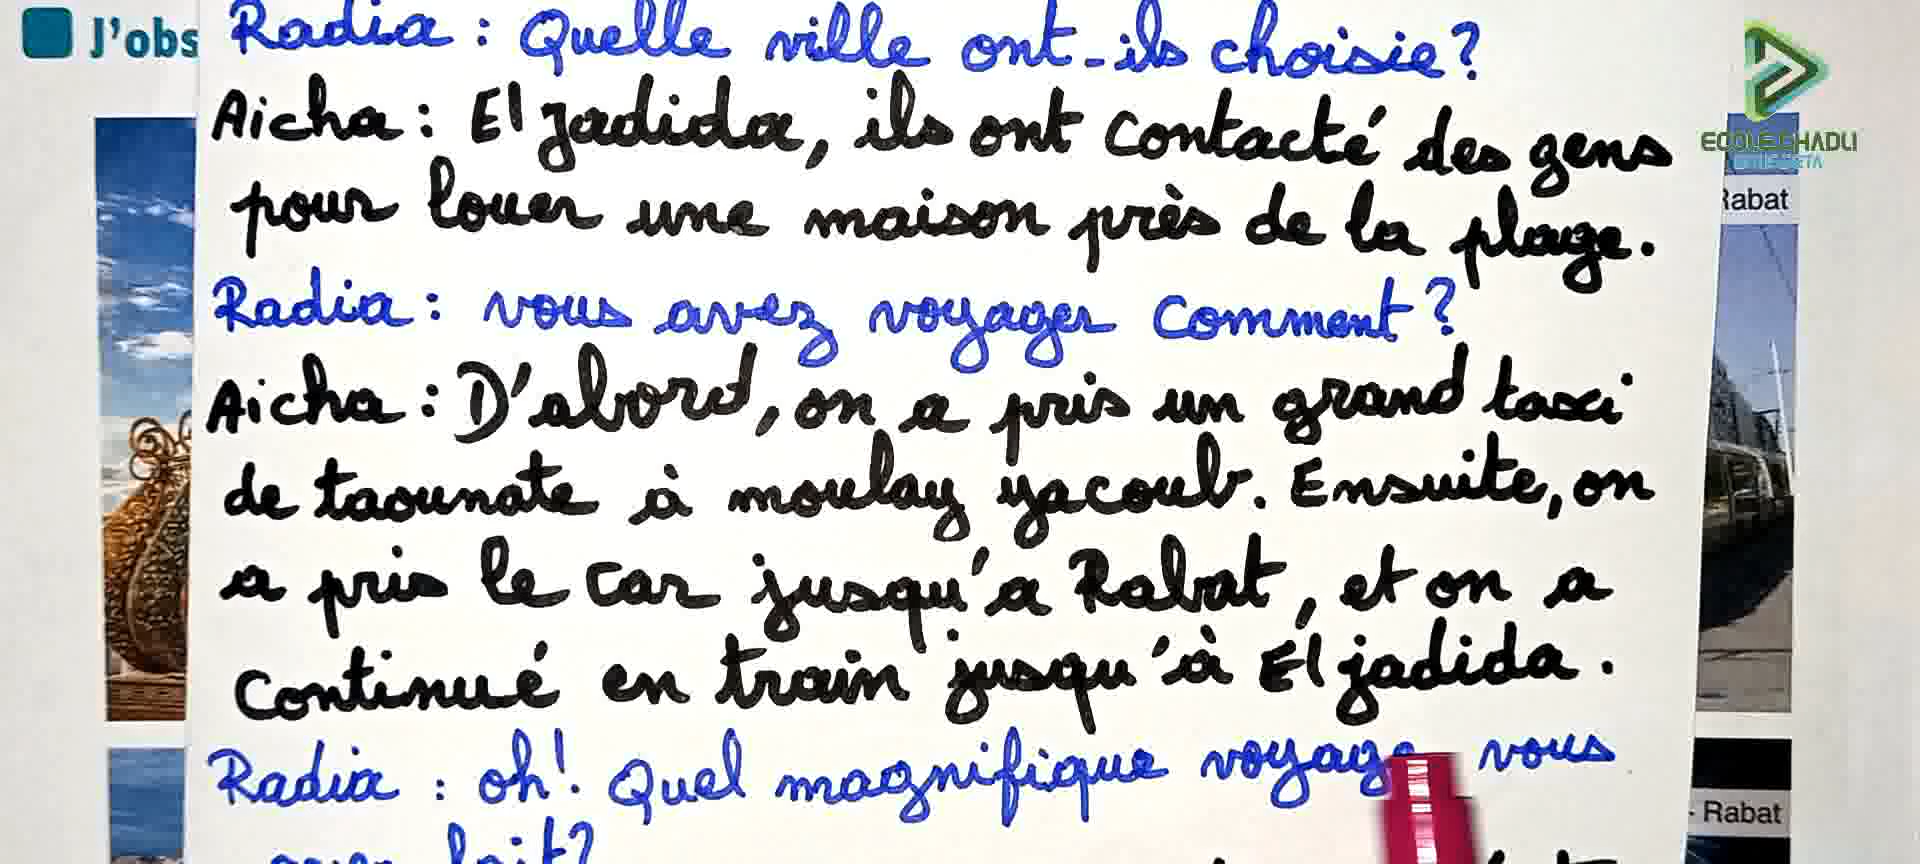 J'obs
Radia : Quelle ville ont-ils choisie ?
Aicha : El jadida, ils ont contacté des gens
pour louer une maison près de la plage.
Radia : vous avez voyager comment ?
Aicha : D'abord, on a pris un grand taxi
de taounate à moulay yacoub. Ensuite, on
a pris le car jusqu'a Rabat, et on a
continué en train jusqu'à El jadida.
Radia : oh! Quel magnifique voyage vous
avez fait?
ECOLE GHADLI
Rabat
- Rabat